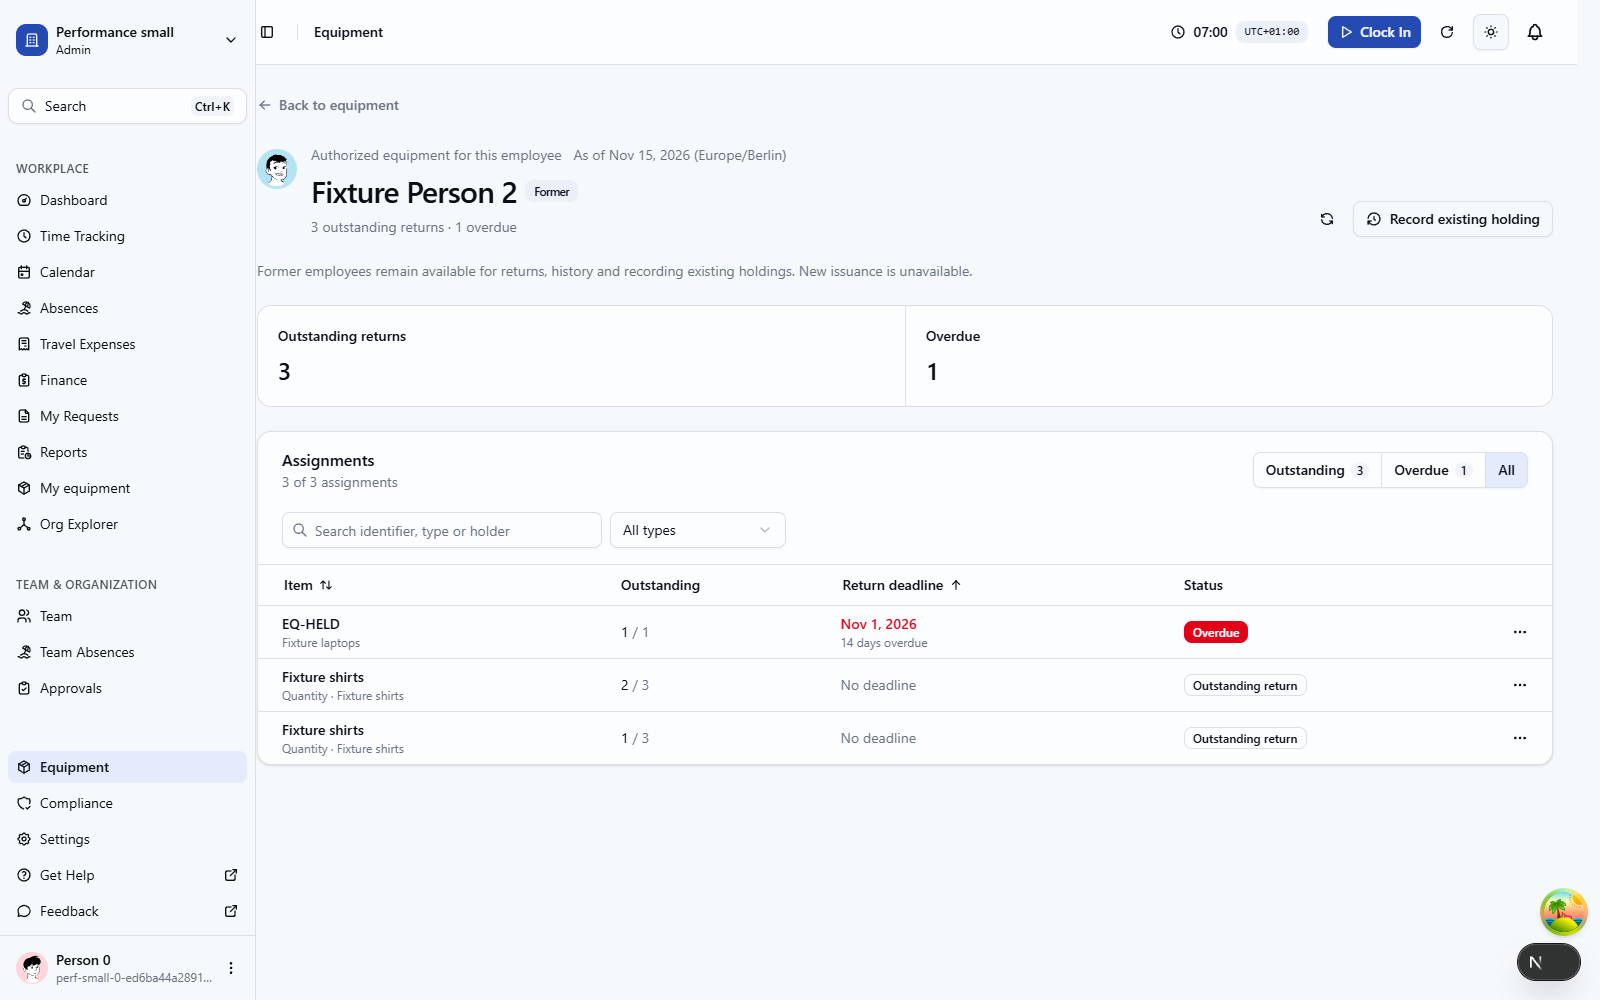 Performance small
Admin
Search
Ctrl+K
WORKPLACE
Dashboard
Time Tracking
Calendar
Absences
Travel Expenses
Finance
My Requests
Reports
My equipment
Org Explorer
TEAM & ORGANIZATION
Team
Team Absences
Approvals
Equipment
Compliance
Settings
Get Help
Feedback
Person 0
perf-small-0-ed6ba44a2891...
Equipment
07:00
UTC+01:00
Clock In
Back to equipment
Authorized equipment for this employee As of Nov 15, 2026 (Europe/Berlin)
Fixture Person 2
Former
3 outstanding returns · 1 overdue
Record existing holding
Former employees remain available for returns, history and recording existing holdings. New issuance is unavailable.
Outstanding returns
3
Overdue
1
Assignments
3 of 3 assignments
Outstanding 3
Overdue 1
All
Search identifier, type or holder
All types
Item
Outstanding
Return deadline
Status
EQ-HELD
Fixture laptops
1 / 1
Nov 1, 2026
14 days overdue
Overdue
Fixture shirts
Quantity · Fixture shirts
2 / 3
No deadline
Outstanding return
Fixture shirts
Quantity · Fixture shirts
1 / 3
No deadline
Outstanding return
N